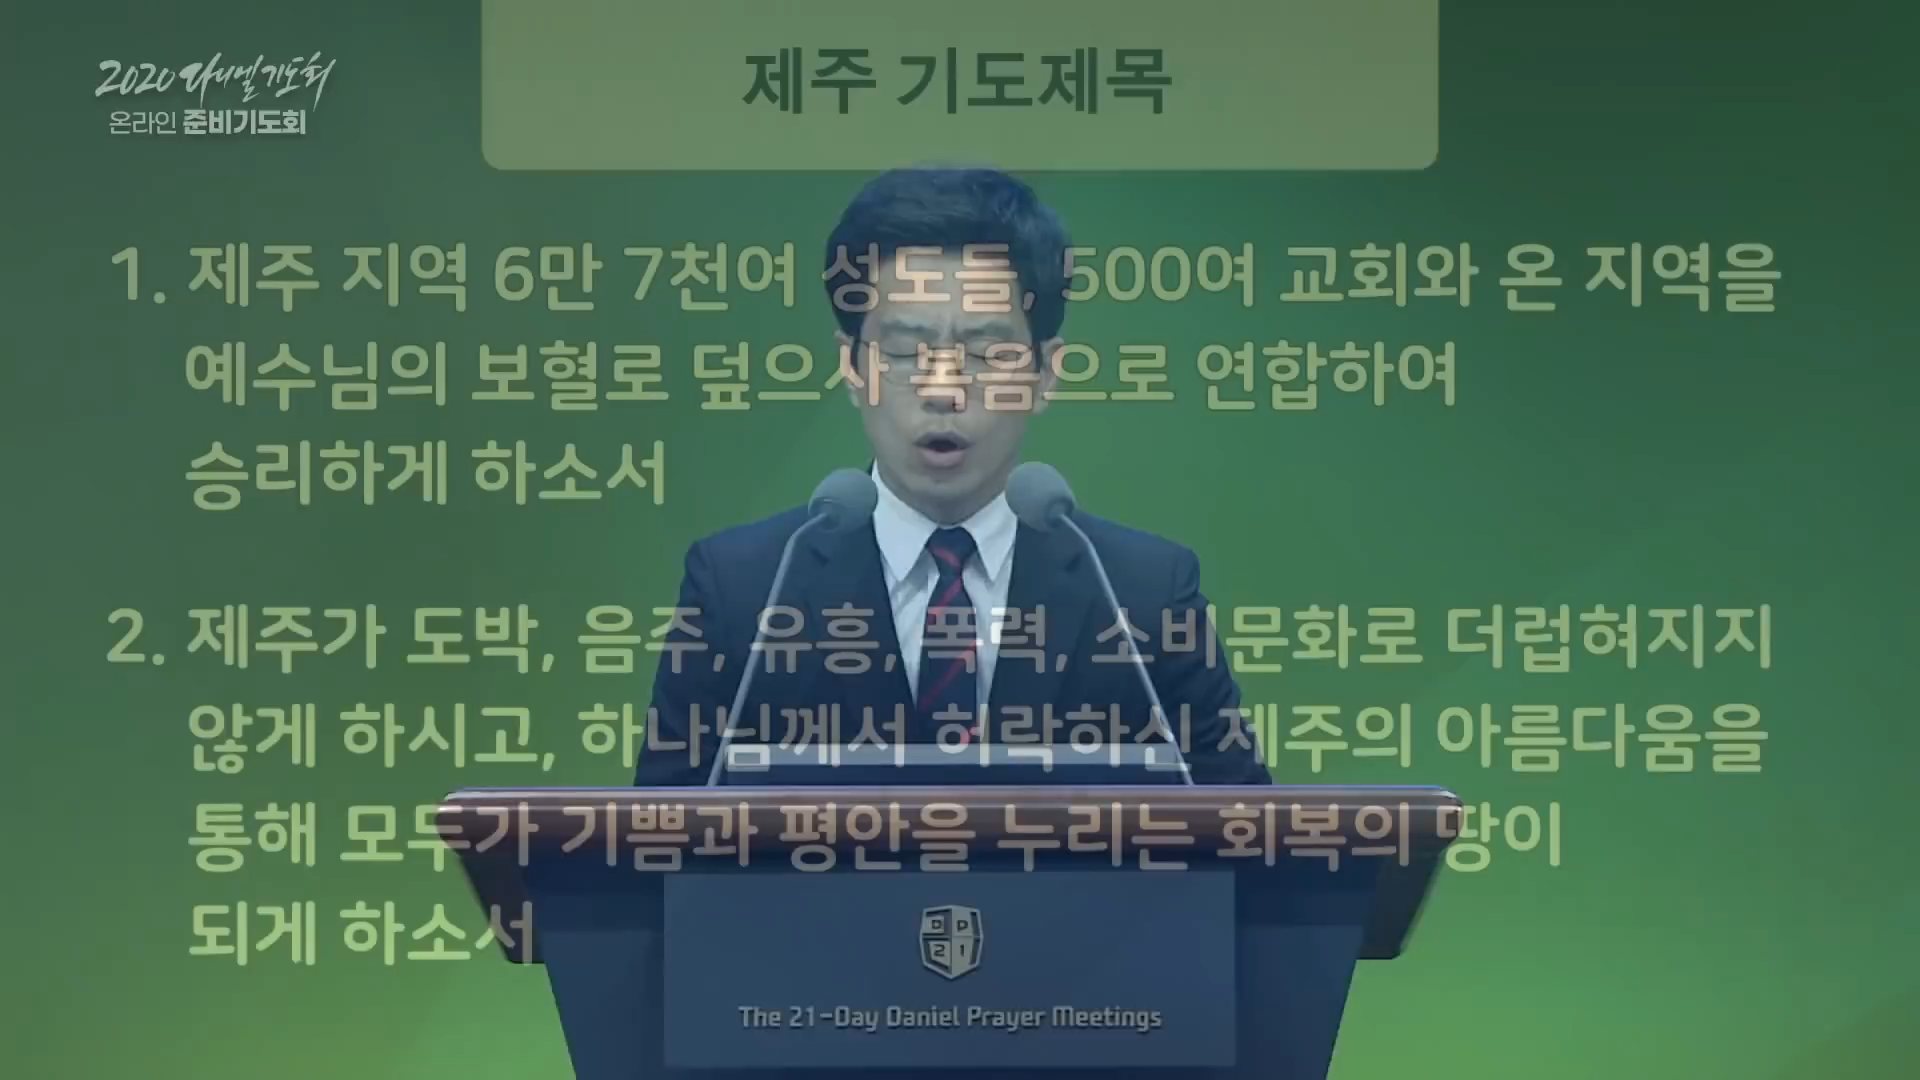 2020 다니엘기도회
온라인 준비기도회
제주 기도제목
1. 제주 지역 6만 7천여 성도들, 500여 교회와 온 지역을
예수님의 보혈로 덮으사 복음으로 연합하여
승리하게 하소서
2. 제주가 도박, 음주, 유흥, 폭력, 소비문화로 더럽혀지지
않게 하시고, 하나님께서 허락하신 제주의 아름다움을
통해 모두가 기쁨과 평안을 누리는 회복의 땅이
되게 하소서
D P
2 1
The 21-Day Daniel Prayer Meetings